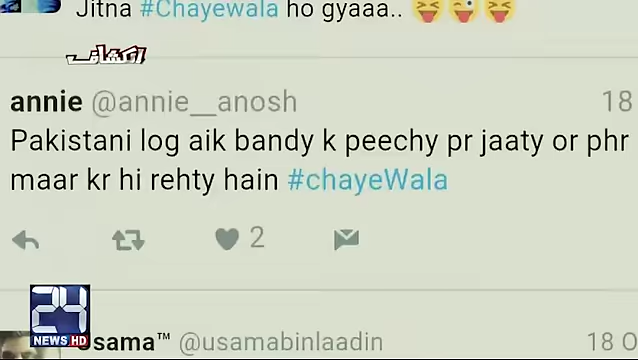 Jitna #Chayewala ho gyaaa.. 😝😜😝
annie @annie__anosh 18
Pakistani log aik bandy k peechy pr jaaty or phr
maar kr hi rehty hain #chayeWala
2
24
NEWS HD
sama™ @usamabinlaadin 18 O